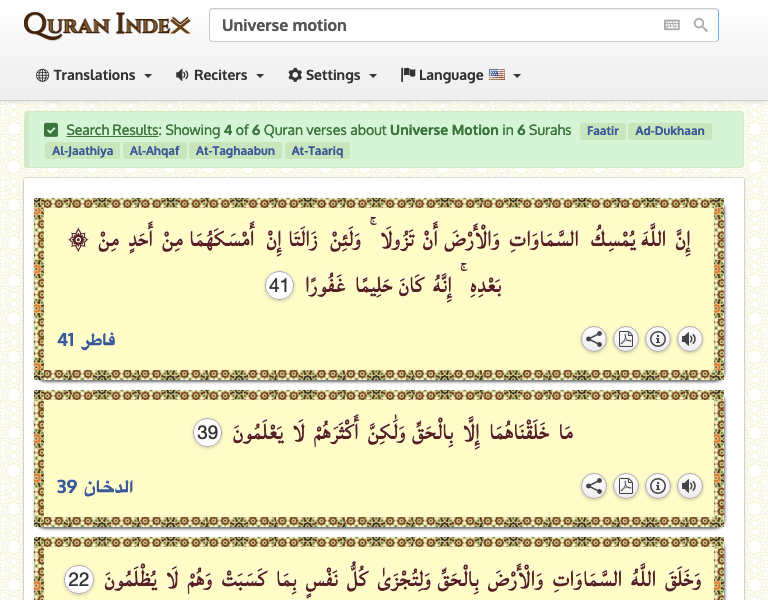 QURAN INDEX
Universe motion
Translations
Reciters
Settings
Language
Search Results: Showing 4 of 6 Quran verses about Universe Motion in 6 Surahs Faatir Ad-Dukhaan
Al-Jaathiya Al-Ahqaf At-Taghaabun At-Taariq
إِنَّ اللَّهَ يُمْسِكُ السَّمَاوَاتِ وَالْأَرْضَ أَنْ تَزُولَا ۚ وَلَئِنْ زَالَتَا إِنْ أَمْسَكَهُمَا مِنْ أَحَدٍ مِنْ ۞
بَعْدِهِ ۚ إِنَّهُ كَانَ حَلِيمًا غَفُورًا 41
فاطر 41
مَا خَلَقْنَاهُمَا إِلَّا بِالْحَقِّ وَلَٰكِنَّ أَكْثَرَهُمْ لَا يَعْلَمُونَ 39
الدخان 39
وَخَلَقَ اللَّهُ السَّمَاوَاتِ وَالْأَرْضَ بِالْحَقِّ وَلِتُجْزَىٰ كُلُّ نَفْسٍ بِمَا كَسَبَتْ وَهُمْ لَا يُظْلَمُونَ 22